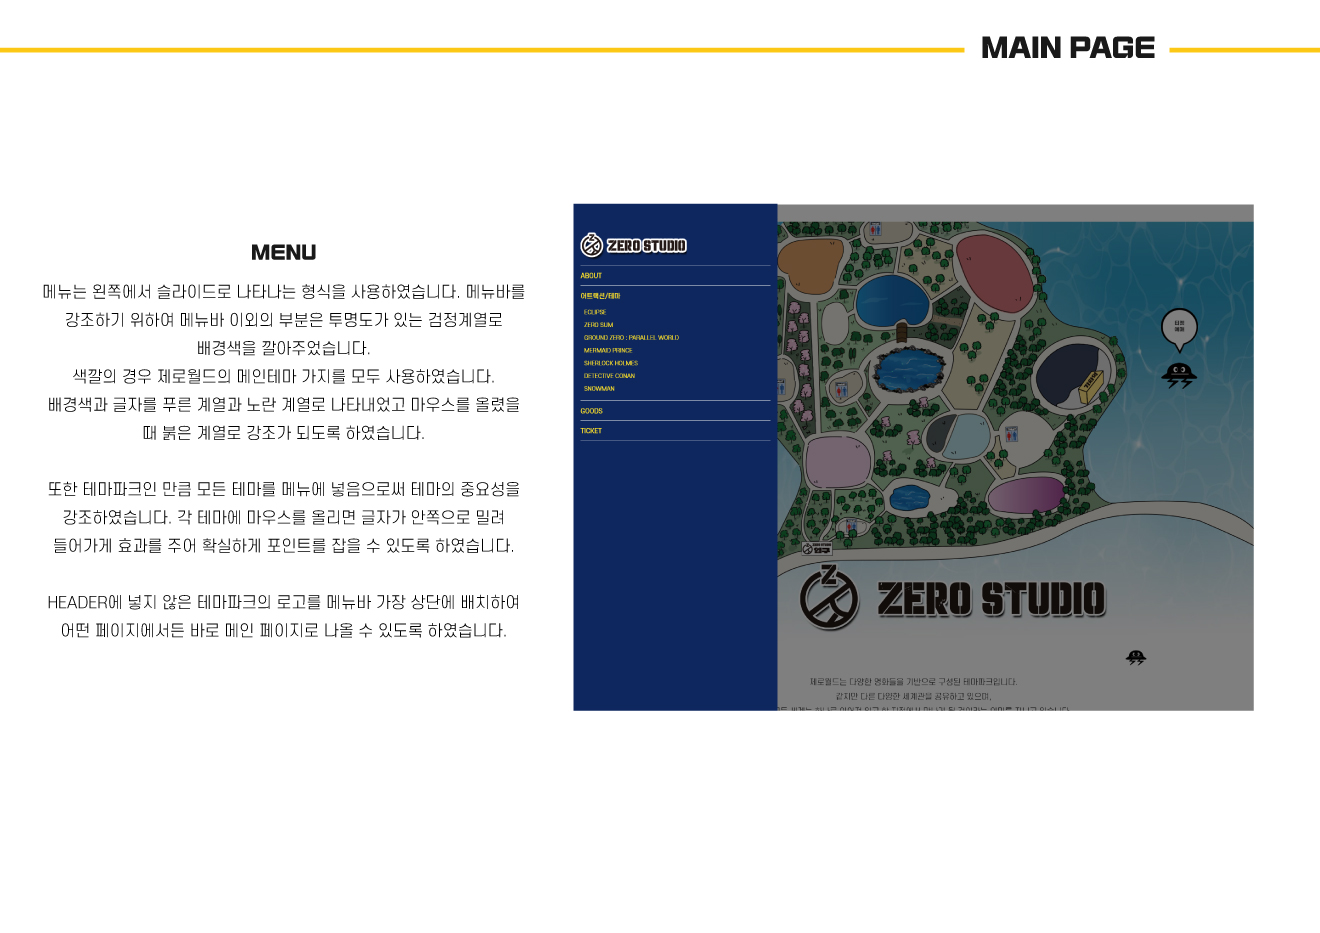 MAIN PAGE
MENU
메뉴는 왼쪽에서 슬라이드로 나타나는 형식을 사용하였습니다. 메뉴바를
강조하기 위하여 메뉴바 이외의 부분은 투명도가 있는 검정계열로
배경색을 깔아주었습니다.
색깔의 경우 제로월드의 메인테마 가지를 모두 사용하였습니다.
배경색과 글자를 푸른 계열과 노란 계열로 나타내었고 마우스를 올렸을
때 붉은 계열로 강조가 되도록 하였습니다.
또한 테마파크인 만큼 모든 테마를 메뉴에 넣음으로써 테마의 중요성을
강조하였습니다. 각 테마에 마우스를 올리면 글자가 안쪽으로 밀려
들어가게 효과를 주어 확실하게 포인트를 잡을 수 있도록 하였습니다.
HEADER에 넣지 않은 테마파크의 로고를 메뉴바 가장 상단에 배치하여
어떤 페이지에서든 바로 메인 페이지로 나올 수 있도록 하였습니다.
ZERO STUDIO
ABOUT
어트랙션/테마
ECLIPSE
ZERO SUM
GROUND ZERO : PARALLEL WORLD
MERMAID PRINCE
SHERLOCK HOLMES
DETECTIVE CONAN
SNOWMAN
GOODS
TICKET
티켓
예매
ZERO STUDIO
입구
ZERO STUDIO
제로월드는 다양한 영화들을 기반으로 구성된 테마파크입니다.
같지만 다른 다양한 세계관을 공유하고 있으며,